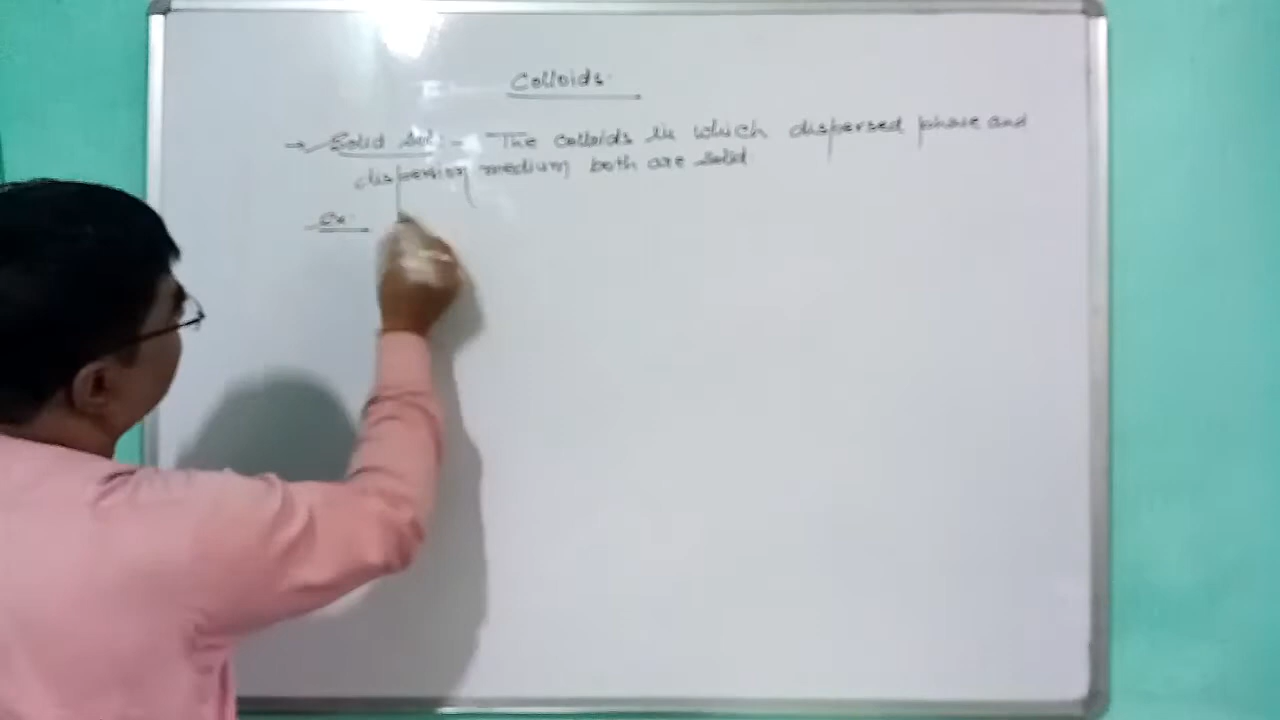 Colloids.
→ Solid Sol :- The colloids in which dispersed phase and
dispersion medium both are solid
Ex.